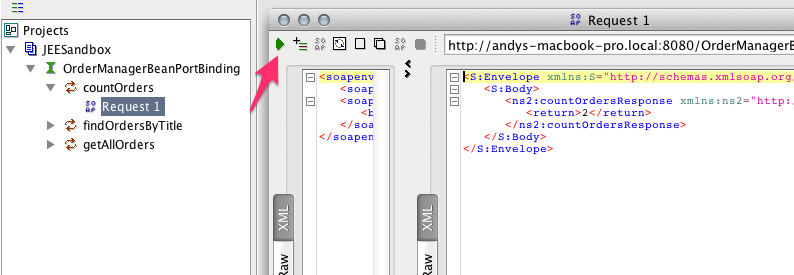 Projects
JEESandbox
OrderManagerBeanPortBinding
countOrders
Request 1
findOrdersByTitle
getAllOrders
Request 1
http://andys-macbook-pro.local:8080/OrderManagerB
<soapenv
<soap
<soap
<b
</soa
</soapen
XML
Raw
<S:Envelope xmlns:S="http://schemas.xmlsoap.org/
<S:Body>
<ns2:countOrdersResponse xmlns:ns2="http:
<return>2</return>
</ns2:countOrdersResponse>
</S:Body>
</S:Envelope>
XML
Raw